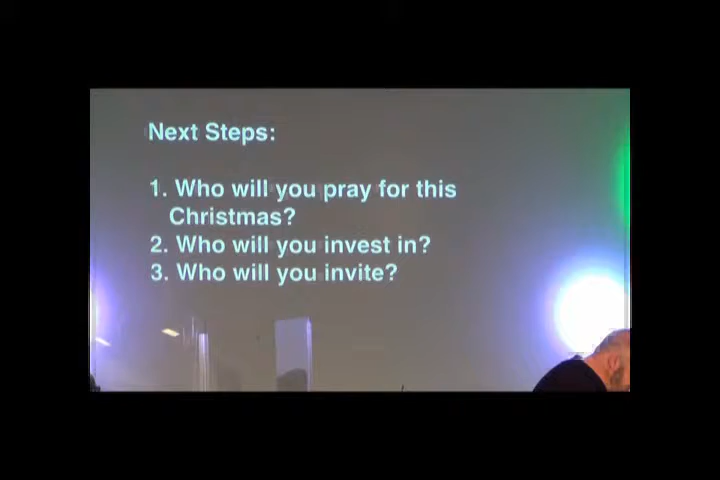 Next Steps:
1. Who will you pray for this
Christmas?
2. Who will you invest in?
3. Who will you invite?